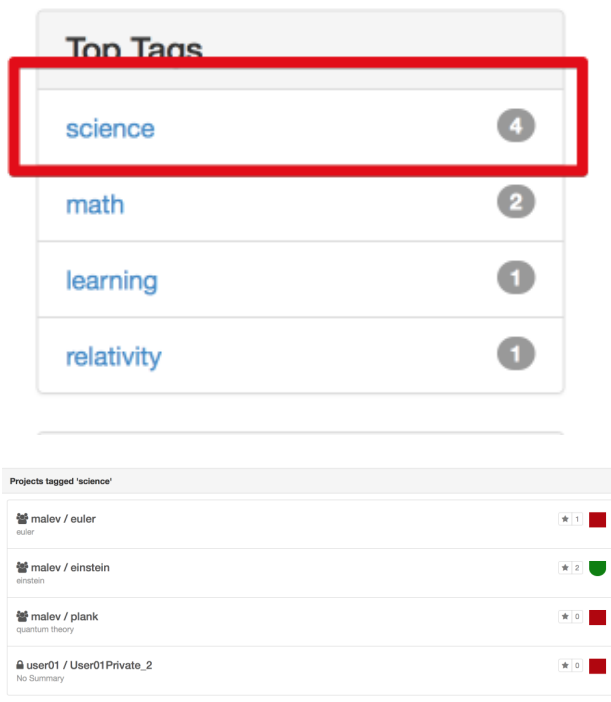 Top Tags
science 4
math 2
learning 1
relativity 1
Projects tagged 'science'
malev / euler
1
euler
malev / einstein
2
einstein
malev / plank
0
quantum theory
user01 / User01Private_2
0
No Summary